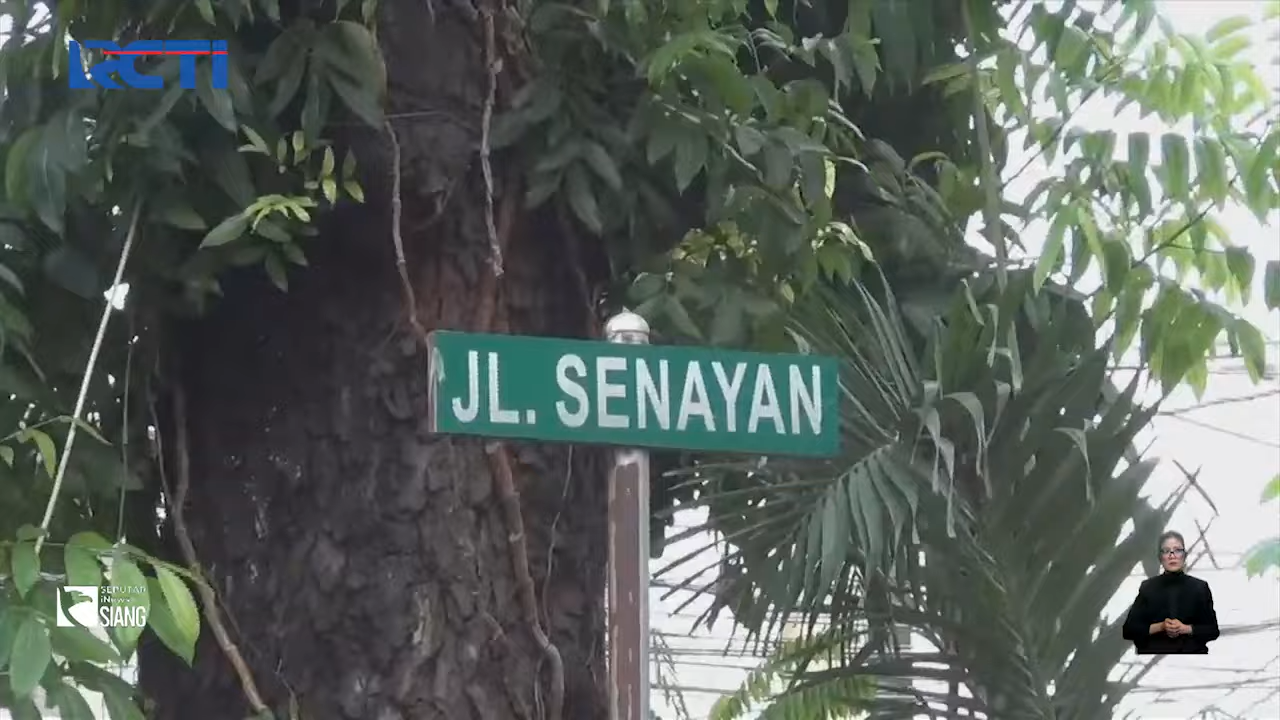 RCTI
JL. SENAYAN
SEPUTAR
iNews
SIANG